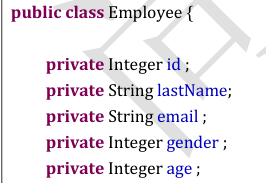 public class Employee {
private Integer id ;
private String lastName;
private String email ;
private Integer gender ;
private Integer age ;